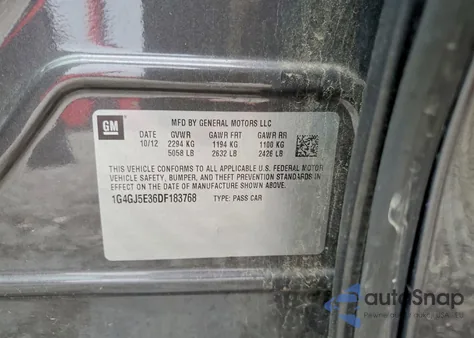 GM
MFD BY GENERAL MOTORS LLC
DATE GVWR GAWR FRT GAWR RR
10/12 2294 KG 1194 KG 1100 KG
5058 LB 2632 LB 2426 LB
THIS VEHICLE CONFORMS TO ALL APPLICABLE U.S. FEDERAL MOTOR
VEHICLE SAFETY, BUMPER, AND THEFT PREVENTION STANDARDS
IN EFFECT ON THE DATE OF MANUFACTURE SHOWN ABOVE.
1G4GJ5E36DF183768 TYPE: PASS CAR
autoSnap